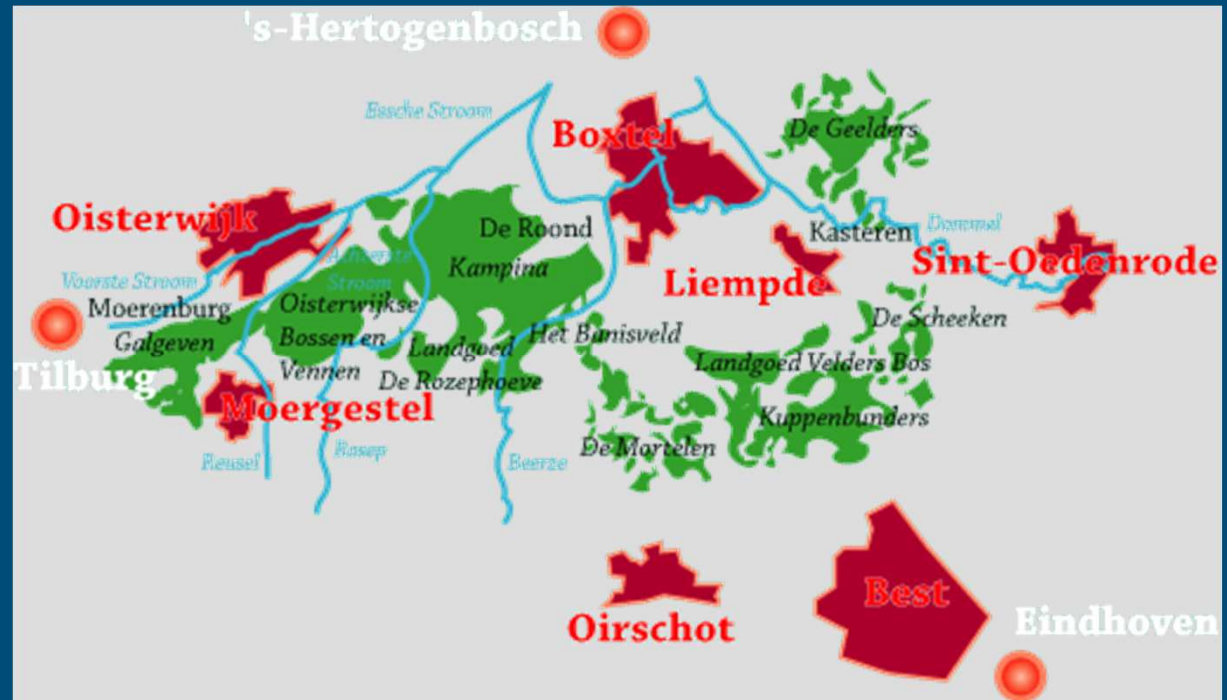 's-Hertogenbosch
Essche Stroom
Boxtel
De Geelders
Oisterwijk
De Roond
Kasteren
Dommel
Sint-Oedenrode
Achterste
Stroom
Kampina
Liempde
Voorste Stroom
Moerenburg
Oisterwijkse
Bossen en
Vennen
Galgeven
De Scheeken
Het Banisveld
Landgoed
De Rozephoeve
Landgoed Velders Bos
Tilburg
Moergestel
Kuppenbunders
De Mortelen
Reusel
Rosep
Beerze
Best
Oirschot
Eindhoven